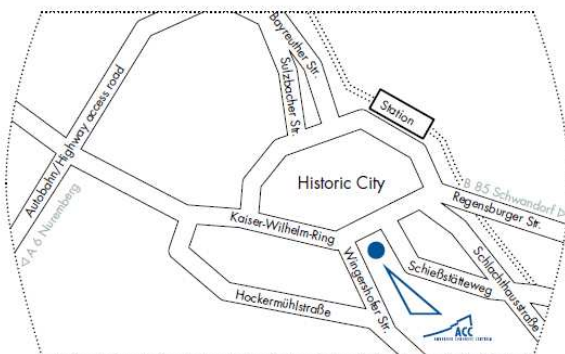 Bayreuther Str.
Sulzbacher Str.
Station
Autobahn/Highway access road
Historic City
B 85 Schwandorf
Regensburger Str.
A 6 Nuremberg
Kaiser-Wilhelm-Ring
Wingershofer Str.
Schießstätteweg
Schlachthausstraße
Hockermühlstraße
ACC